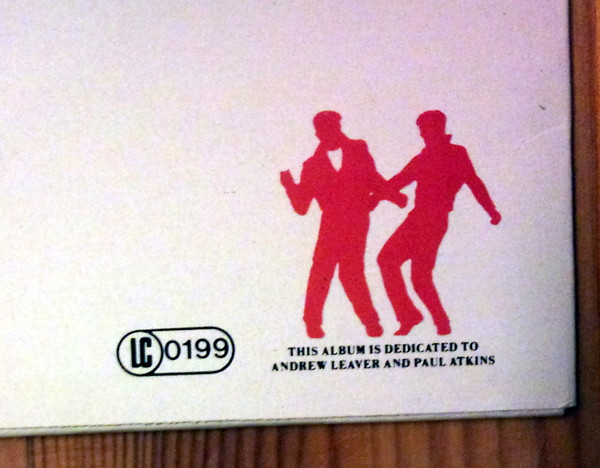 LC 0199
THIS ALBUM IS DEDICATED TO
ANDREW LEAVER AND PAUL ATKINS